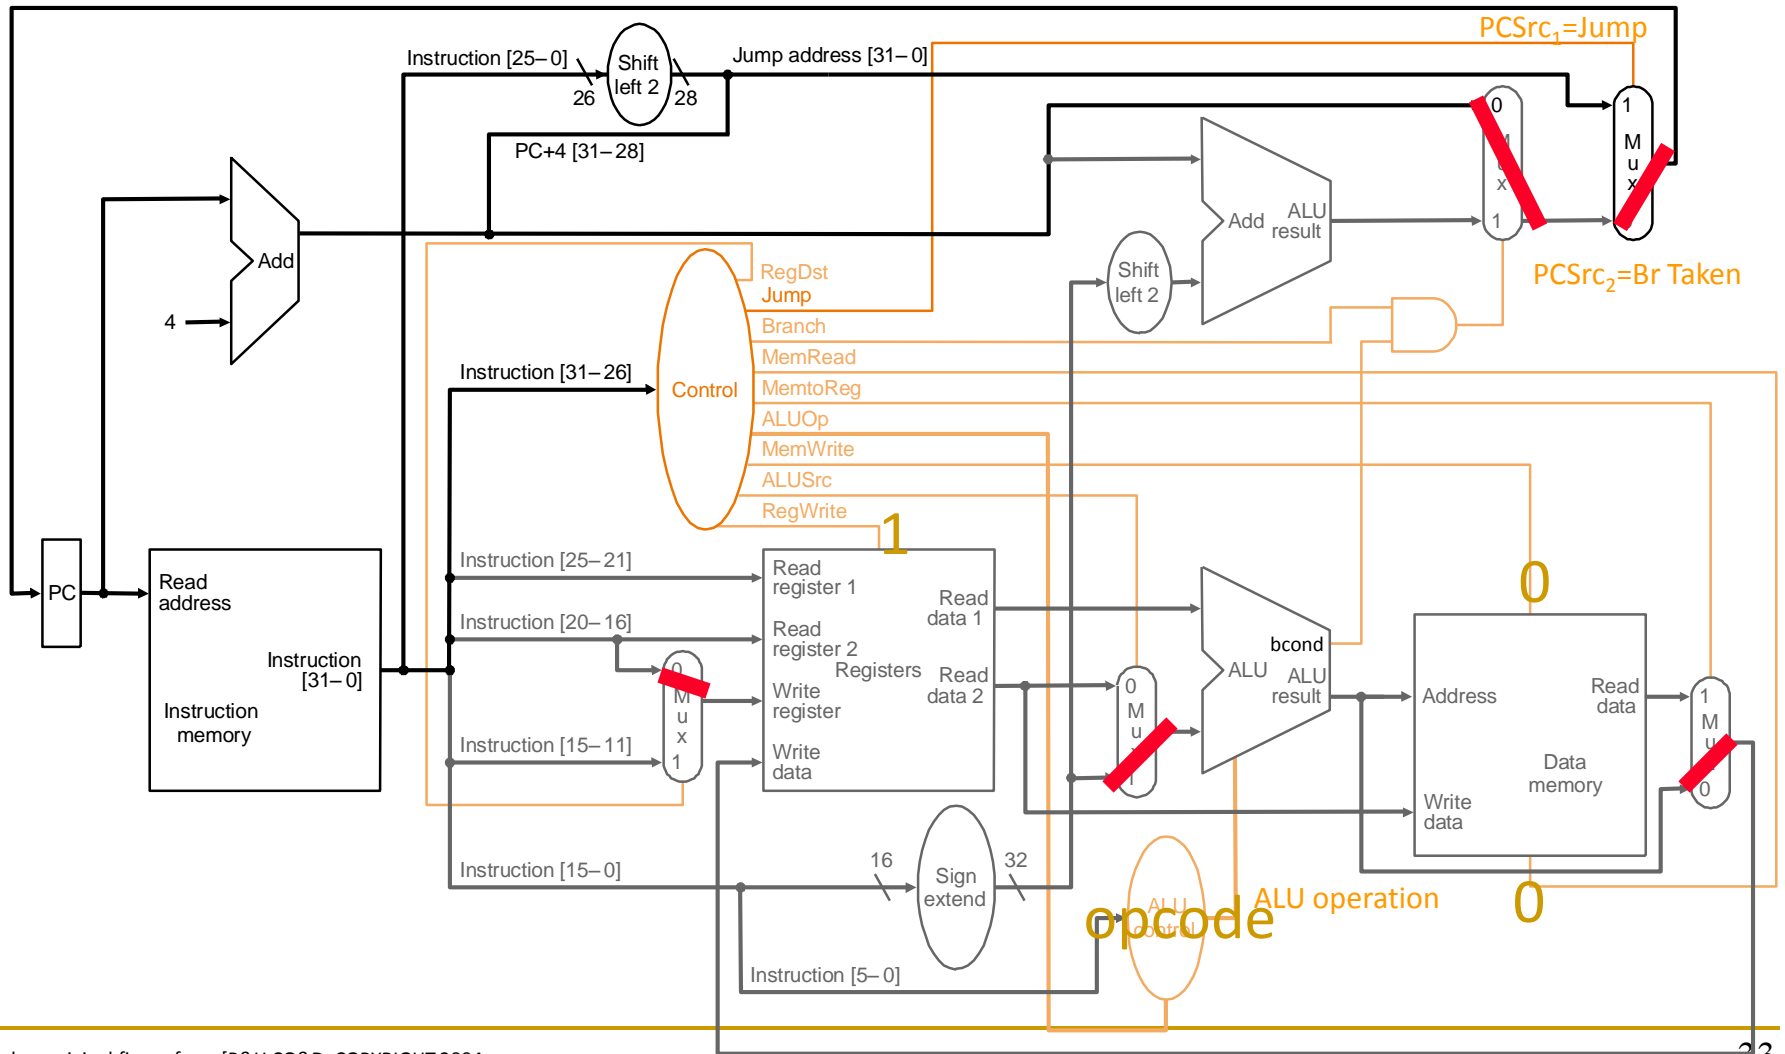 PCSrc1=Jump
Instruction [25–0]
Shift
left 2
Jump address [31–0]
26
28
PC+4 [31–28]
0
M
u
x
1
1
M
u
x
Add
ALU
result
Add
4
Shift
left 2
PCSrc2=Br Taken
RegDst
Jump
Branch
MemRead
MemtoReg
ALUOp
MemWrite
ALUSrc
RegWrite
Control
Instruction [31–26]
1
PC
Read
address
Instruction
[31–0]
Instruction
memory
Instruction [25–21]
Instruction [20–16]
Instruction [15–11]
Instruction [15–0]
Instruction [5–0]
0
M
u
x
1
Read
register 1
Read
register 2
Registers
Write
register
Write
data
Read
data 1
Read
data 2
0
M
u
bcond
ALU
ALU
result
0
Address
Read
data
Data
memory
Write
data
1
M
u
0
16
Sign
extend
32
ALU
control
opcode
ALU operation
0